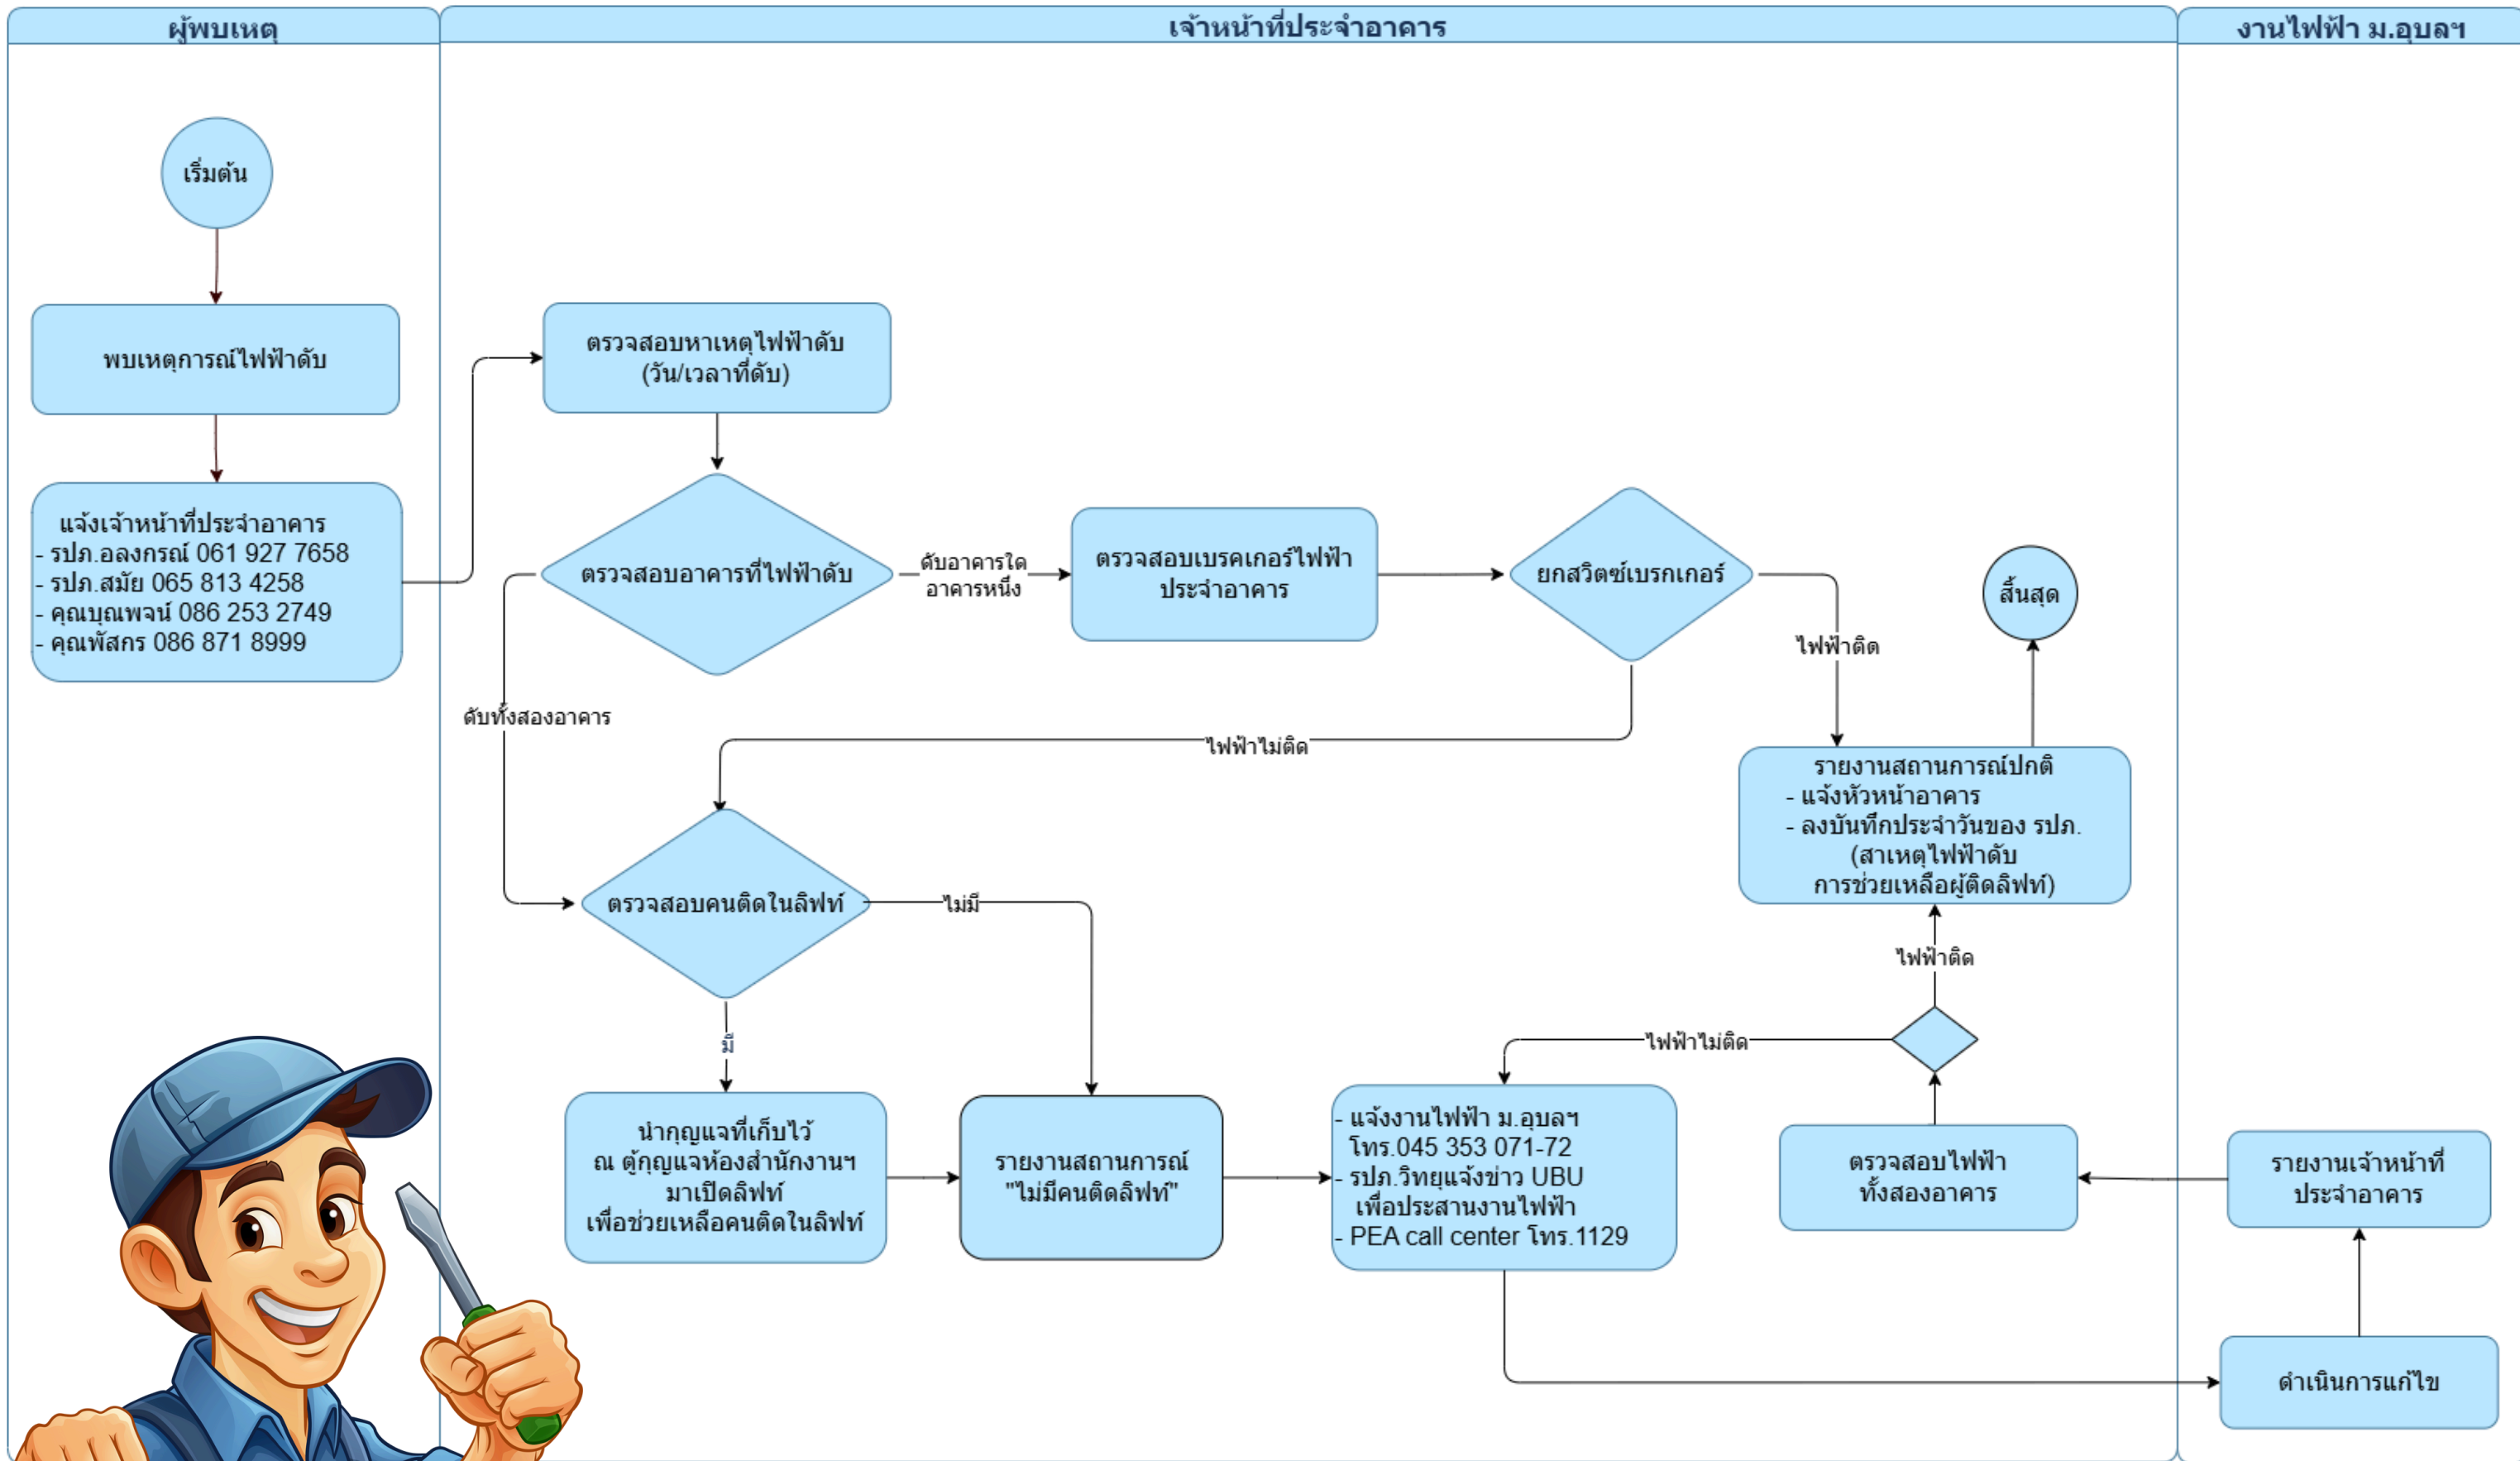 ผู้พบเหตุ
เจ้าหน้าที่ประจำอาคาร
งานไฟฟ้า ม.อุบลฯ
เริ่มต้น
พบเหตุการณ์ไฟฟ้าดับ
แจ้งเจ้าหน้าที่ประจำอาคาร
- รปภ.อลงกรณ์ 061 927 7658
- รปภ.สมัย 065 813 4258
- คุณบุณพจน์ 086 253 2749
- คุณพัสกร 086 871 8999
ตรวจสอบหาเหตุไฟฟ้าดับ
(วัน/เวลาที่ดับ)
ตรวจสอบอาคารที่ไฟฟ้าดับ
ดับอาคารใด
อาคารหนึ่ง
ตรวจสอบเบรคเกอร์ไฟฟ้า
ประจำอาคาร
ยกสวิตซ์เบรกเกอร์
ไฟฟ้าติด
สิ้นสุด
ดับทั้งสองอาคาร
ไฟฟ้าไม่ติด
รายงานสถานการณ์ปกติ
- แจ้งหัวหน้าอาคาร
- ลงบันทึกประจำวันของ รปภ.
(สาเหตุไฟฟ้าดับ
การช่วยเหลือผู้ติดลิฟท์)
ตรวจสอบคนติดในลิฟท์
ไม่มี
มี
ไฟฟ้าติด
ไฟฟ้าไม่ติด
นำกุญแจที่เก็บไว้
ณ ตู้กุญแจห้องสำนักงานฯ
มาเปิดลิฟท์
เพื่อช่วยเหลือคนติดในลิฟท์
รายงานสถานการณ์
"ไม่มีคนติดลิฟท์"
- แจ้งงานไฟฟ้า ม.อุบลฯ
โทร.045 353 071-72
- รปภ.วิทยุแจ้งข่าว UBU
เพื่อประสานงานไฟฟ้า
- PEA call center โทร.1129
ตรวจสอบไฟฟ้า
ทั้งสองอาคาร
รายงานเจ้าหน้าที่
ประจำอาคาร
ดำเนินการแก้ไข